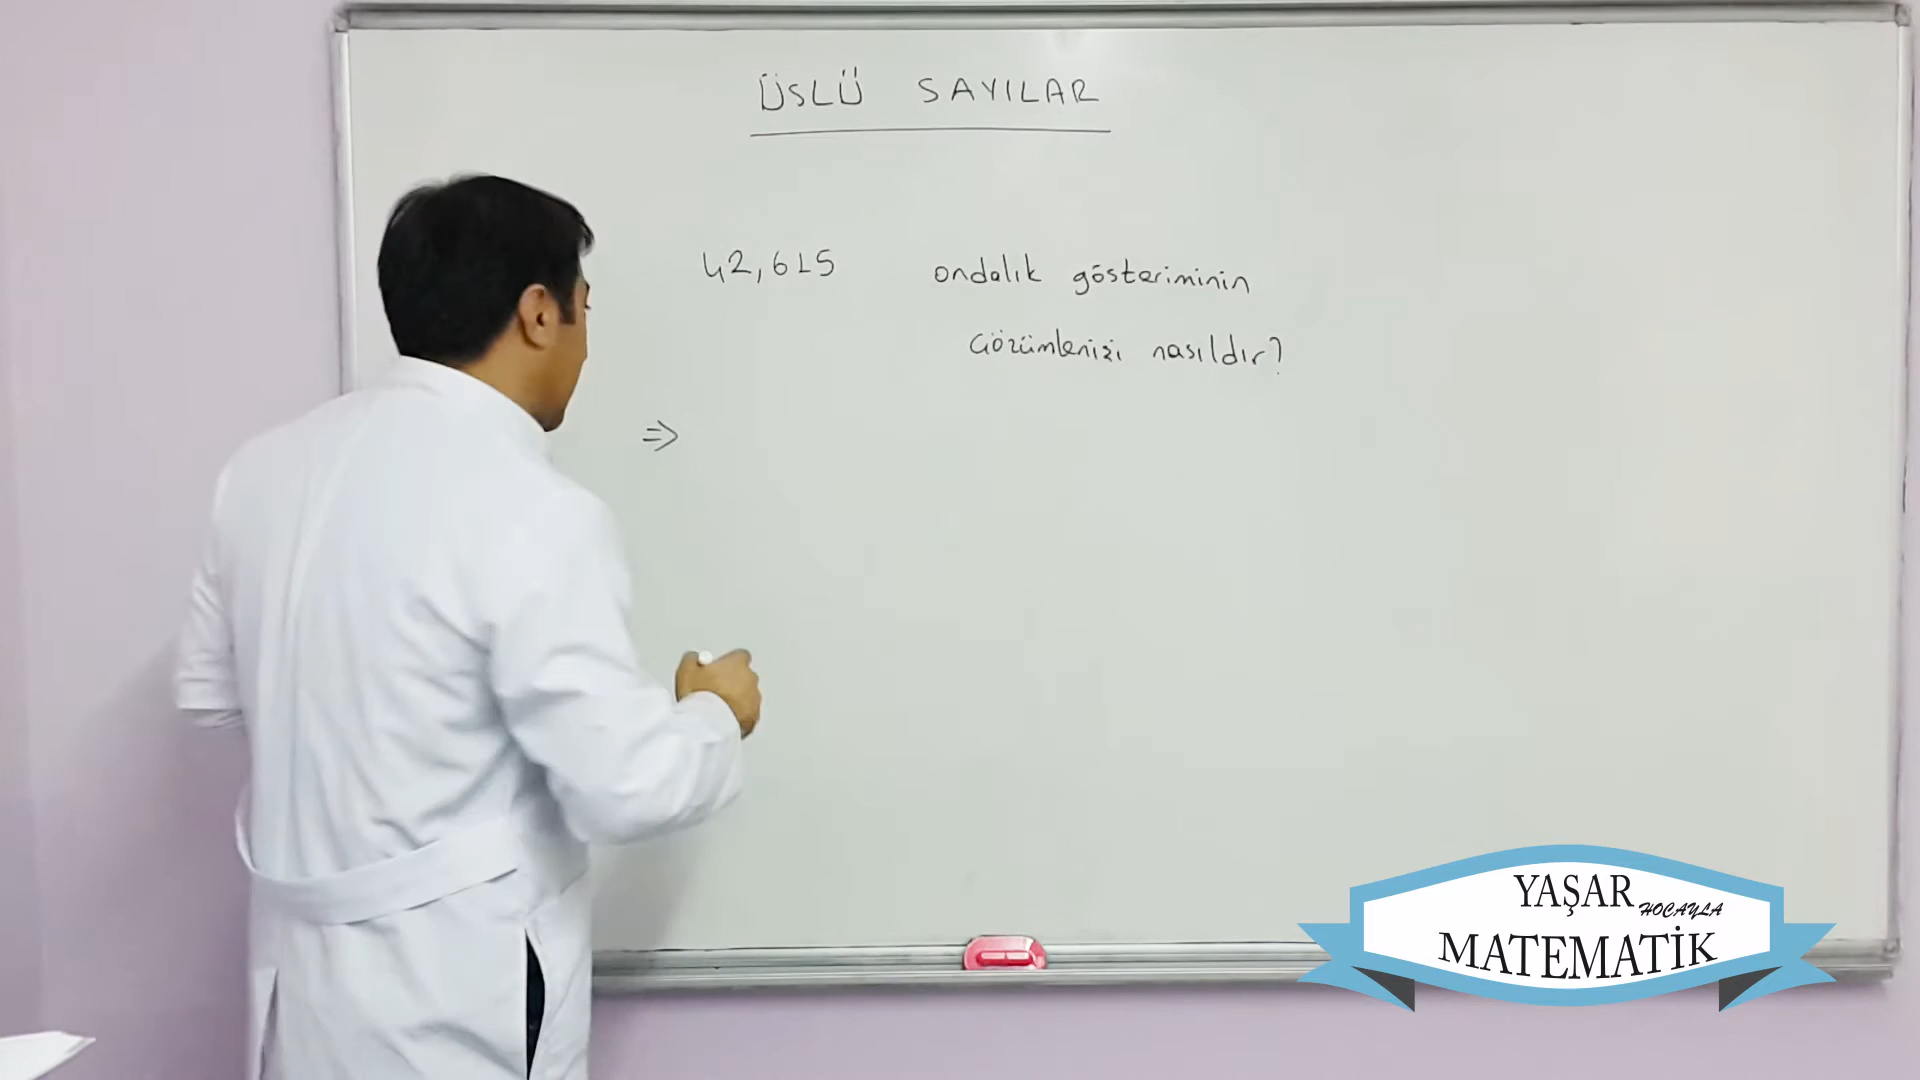 ÜSLÜ SAYILAR
42,615 ondalık gösteriminin
çözümlenişi nasıldır?
⇒
YAŞAR HOCAYLA
MATEMATİK